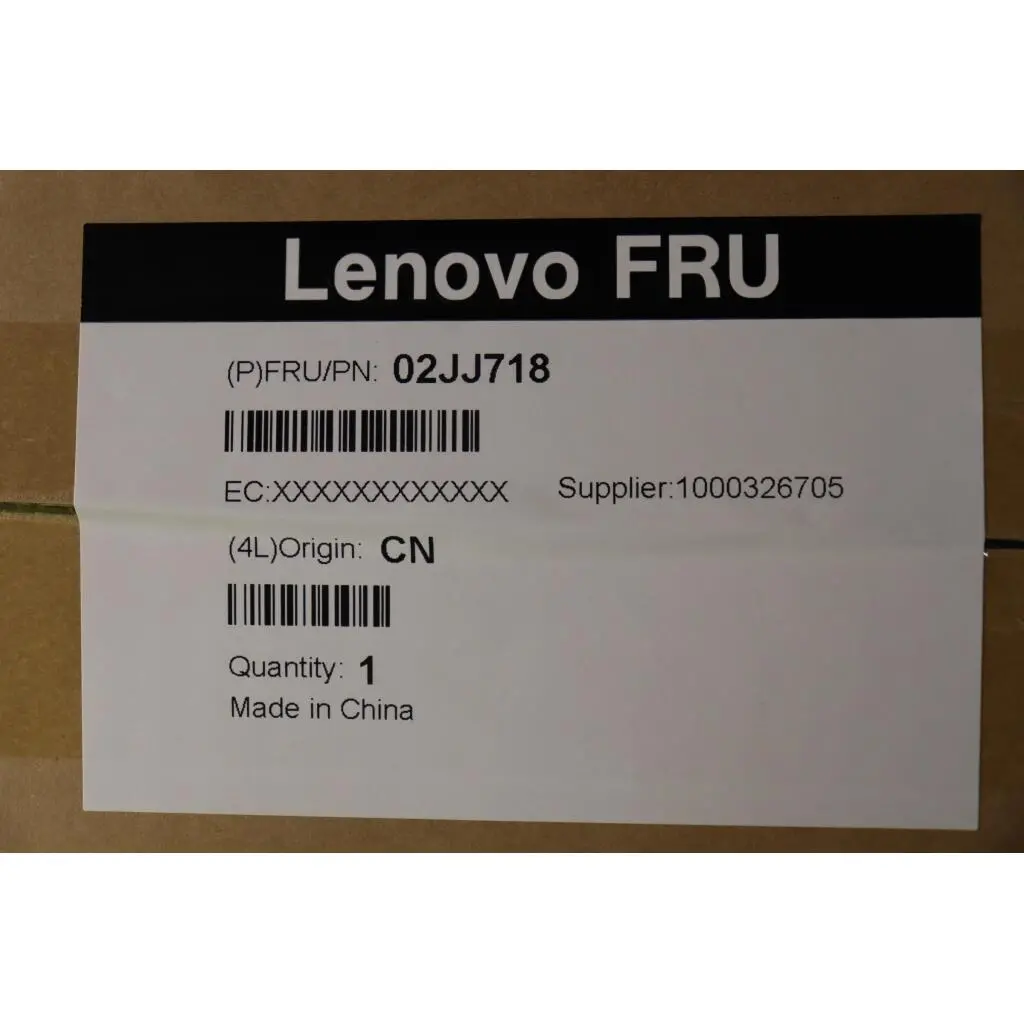 Lenovo FRU
(P)FRU/PN: 02JJ718
EC:XXXXXXXXXXXX Supplier:1000326705
(4L)Origin: CN
Quantity: 1
Made in China